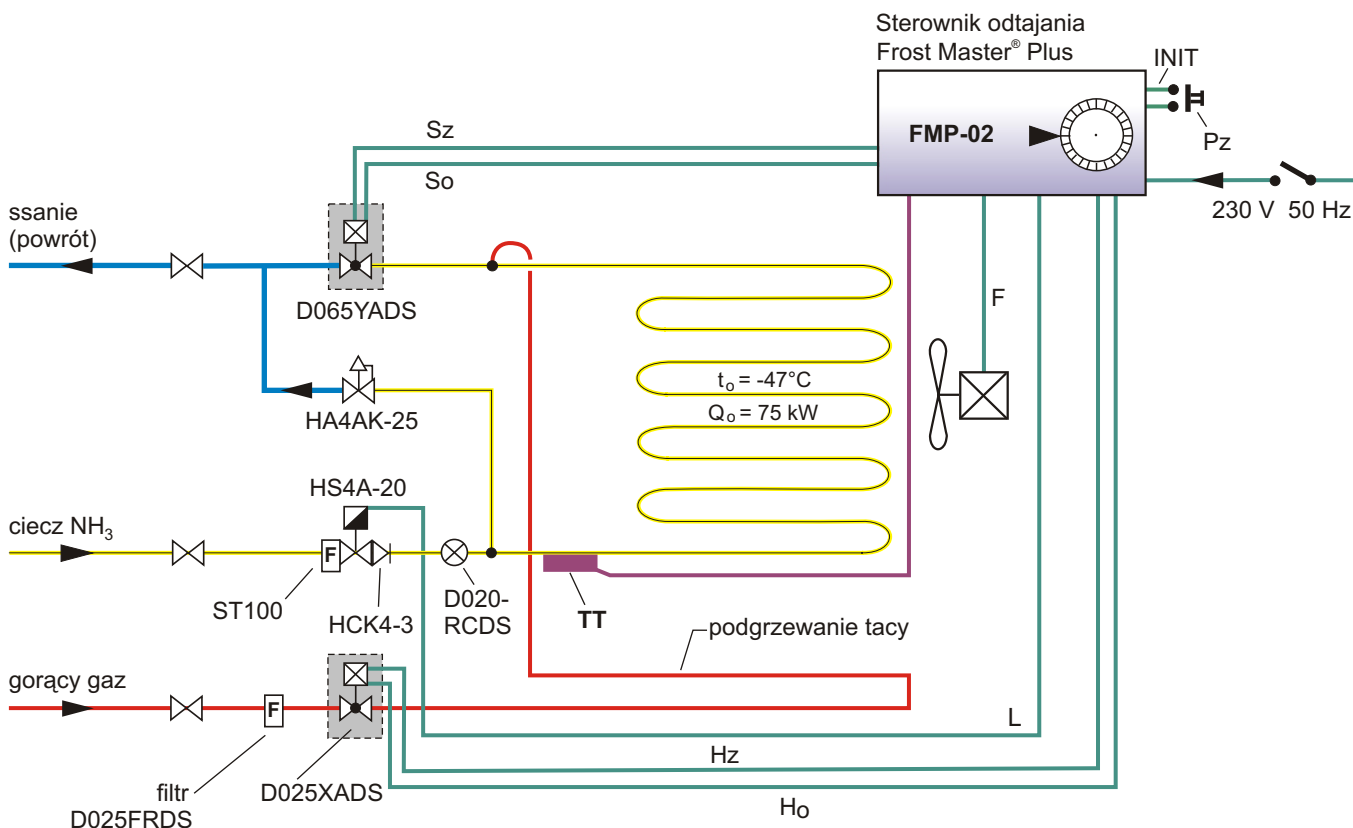 Sterownik odtajania
Frost Master® Plus
INIT
FMP-02
Pz
Sz
So
230 V 50 Hz
ssanie
(powrót)
D065YADS
F
t₀ = -47°C
Q₀ = 75 kW
HA4AK-25
HS4A-20
ciecz NH₃
F
ST100
HCK4-3
D020-
RCDS
TT
podgrzewanie tacy
gorący gaz
F
L
Hz
filtr
D025FRDS
D025XADS
Ho